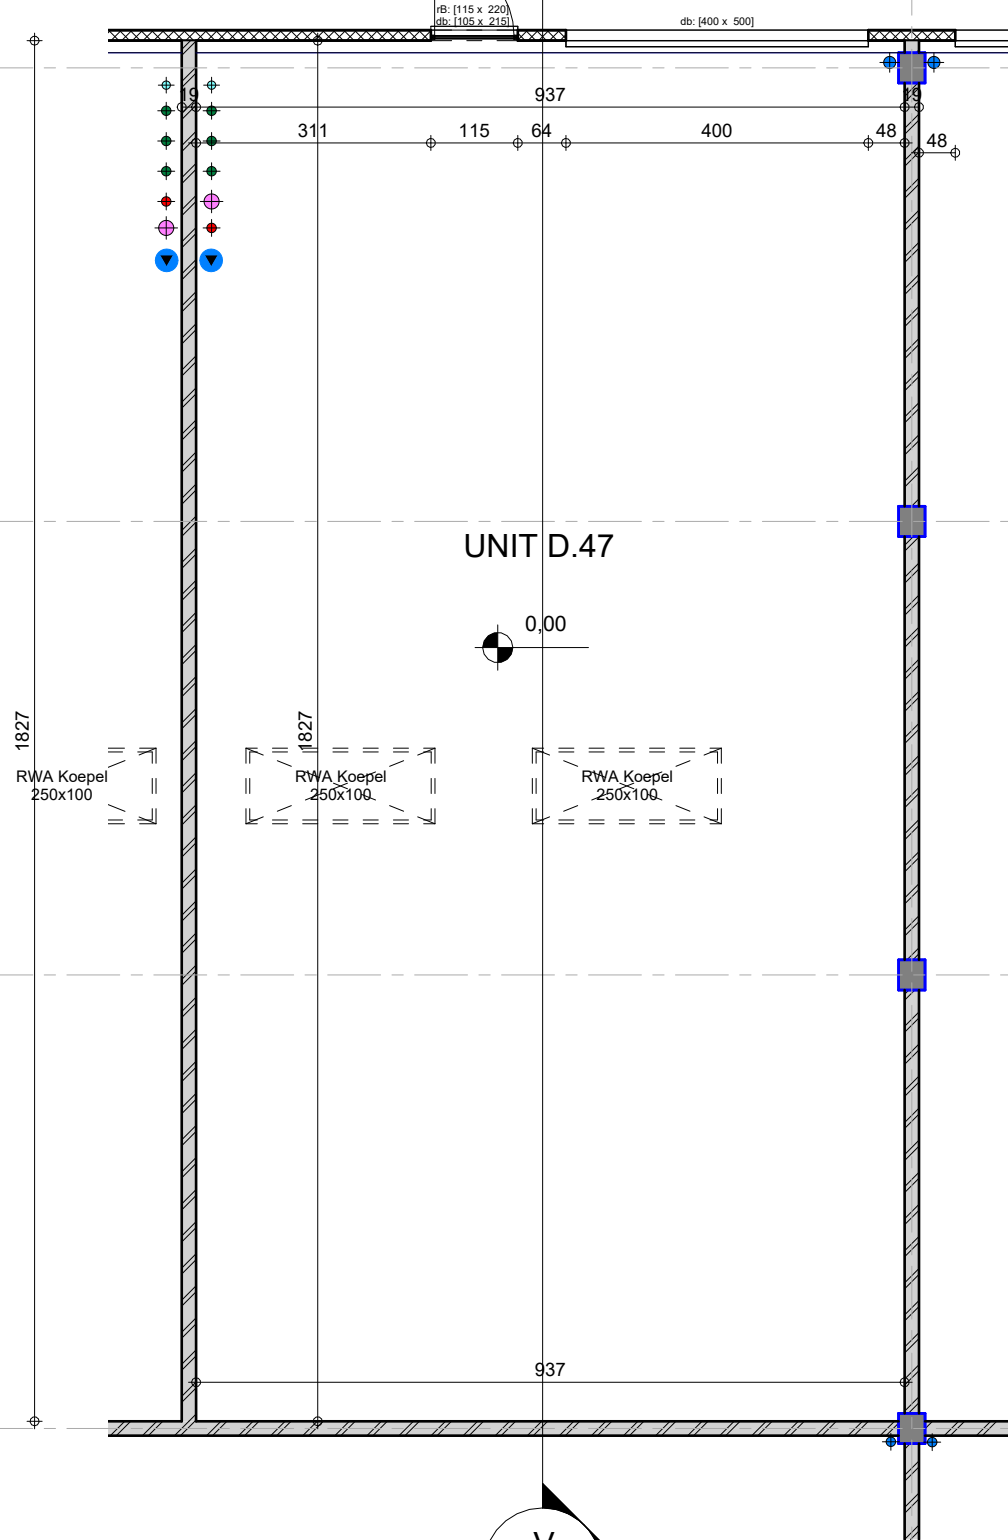 rB: [115 x 220]
db: [105 x 215]
db: [400 x 500]
19
937
19
311
115
64
400
48
48
UNIT D.47
0,00
1827
1827
RWA Koepel
250x100
RWA Koepel
250x100
RWA Koepel
250x100
937
V